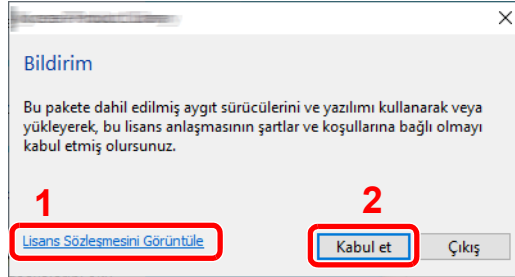 Bildirim
Bu pakete dahil edilmiş aygıt sürücülerini ve yazılımı kullanarak veya
yükleyerek, bu lisans anlaşmasının şartlar ve koşullarına bağlı olmayı
kabul etmiş olursunuz.
1
2
Lisans Sözleşmesini Görüntüle
Kabul et
Çıkış